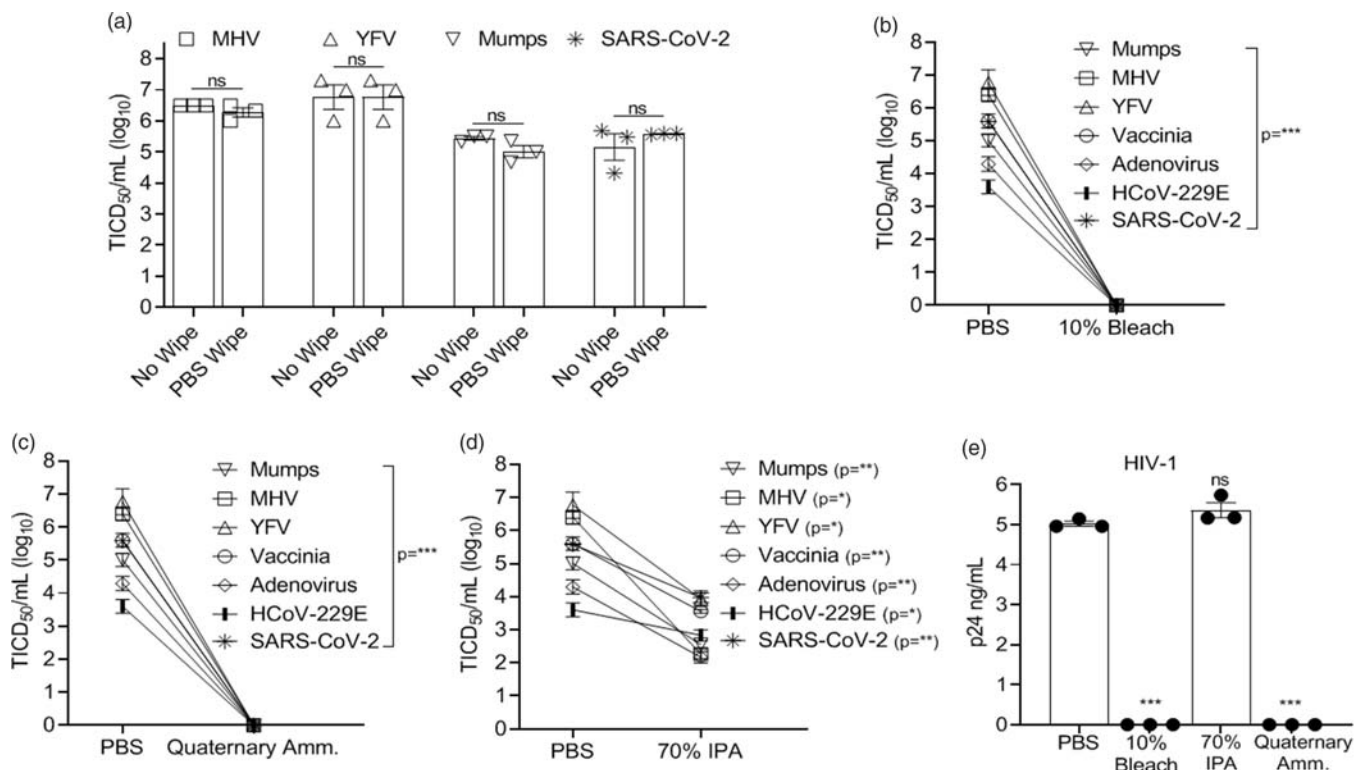 (a)
MHV YFV Mumps SARS-CoV-2
ns ns ns ns
TICD50/mL (log10)
8
7
6
5
4
3
2
1
0
No Wipe PBS Wipe No Wipe PBS Wipe No Wipe PBS Wipe No Wipe PBS Wipe
(b)
TICD50/mL (log10)
8
7
6
5
4
3
2
1
0
Mumps
MHV
YFV
Vaccinia
Adenovirus
HCoV-229E
SARS-CoV-2
p=***
PBS 10% Bleach
(c)
TICD50/mL (log10)
8
7
6
5
4
3
2
1
0
Mumps
MHV
YFV
Vaccinia
Adenovirus
HCoV-229E
SARS-CoV-2
p=***
PBS Quaternary Amm.
(d)
TICD50/mL (log10)
8
7
6
5
4
3
2
1
0
Mumps (p=**)
MHV (p=*)
YFV (p=*)
Vaccinia (p=**)
Adenovirus (p=**)
HCoV-229E (p=*)
SARS-CoV-2 (p=**)
PBS 70% IPA
(e)
HIV-1
p24 ng/mL
6
5
4
3
2
1
0
ns
*** ***
PBS 10% 70% Quaternary
Bleach IPA Amm.